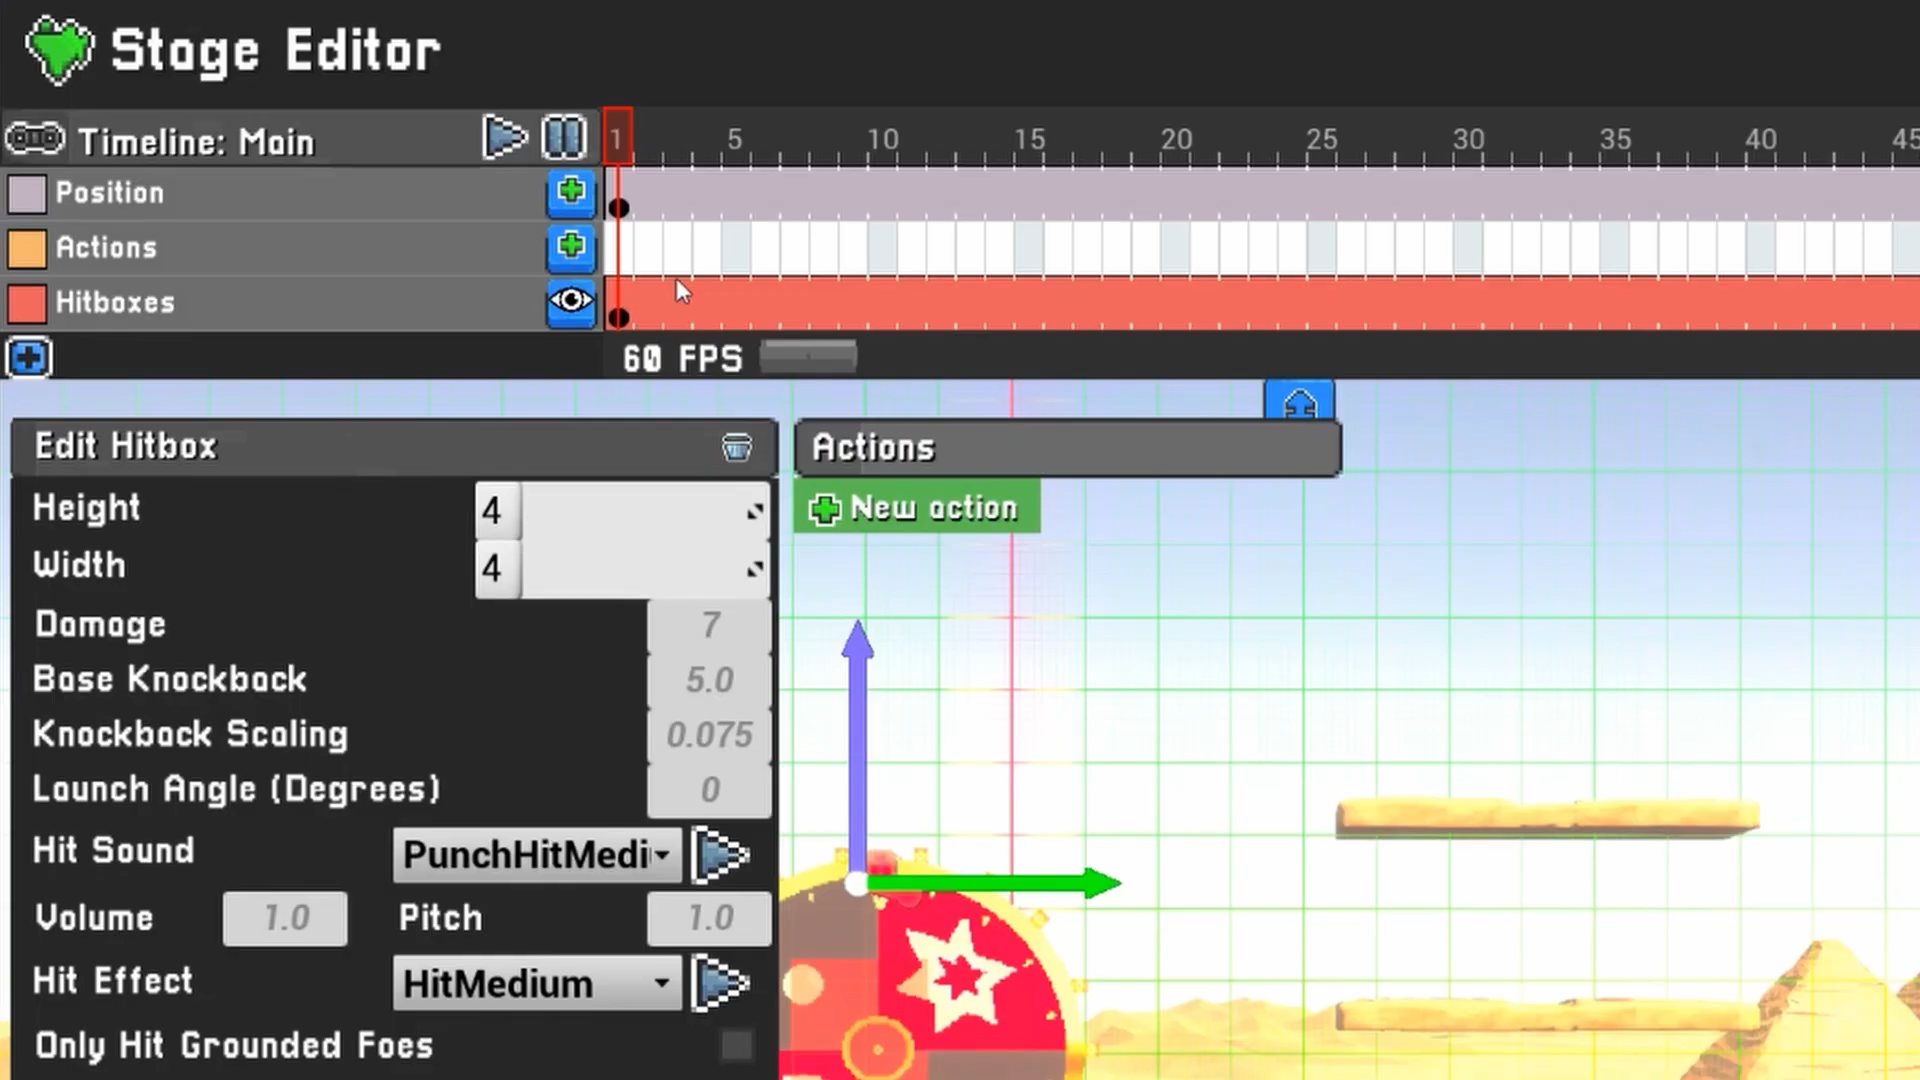 Stage Editor
Timeline: Main
1 5 10 15 20 25 30 35 40 45
Position
Actions
Hitboxes
60 FPS
Edit Hitbox
Actions
Height 4
New action
Width 4
Damage 7
Base Knockback 5.0
Knockback Scaling 0.075
Launch Angle (Degrees) 0
Hit Sound PunchHitMedi
Volume 1.0 Pitch 1.0
Hit Effect HitMedium
Only Hit Grounded Foes